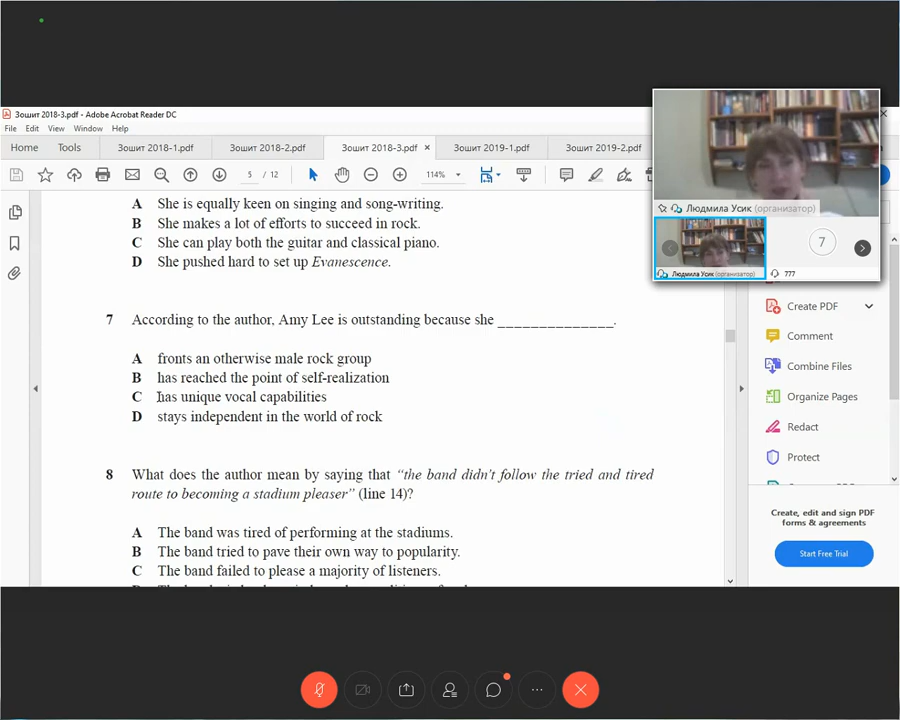 Зошит 2018-3.pdf - Adobe Acrobat Reader DC
File Edit View Window Help
Home Tools Зошит 2018-1.pdf Зошит 2018-2.pdf Зошит 2018-3.pdf × Зошит 2019-1.pdf Зошит 2019-2.pdf
5 / 12 114%
A She is equally keen on singing and song-writing.
B She makes a lot of efforts to succeed in rock.
C She can play both the guitar and classical piano.
D She pushed hard to set up Evanescence.
7 According to the author, Amy Lee is outstanding because she ______________.
A fronts an otherwise male rock group
B has reached the point of self-realization
C has unique vocal capabilities
D stays independent in the world of rock
8 What does the author mean by saying that “the band didn’t follow the tried and tired
route to becoming a stadium pleaser” (line 14)?
A The band was tired of performing at the stadiums.
B The band tried to pave their own way to popularity.
C The band failed to please a majority of listeners.
Людмила Усик (организатор)
7
Людмила Усик (организатор)
777
Create PDF
Comment
Combine Files
Organize Pages
Redact
Protect
Create, edit and sign PDF
forms & agreements
Start Free Trial